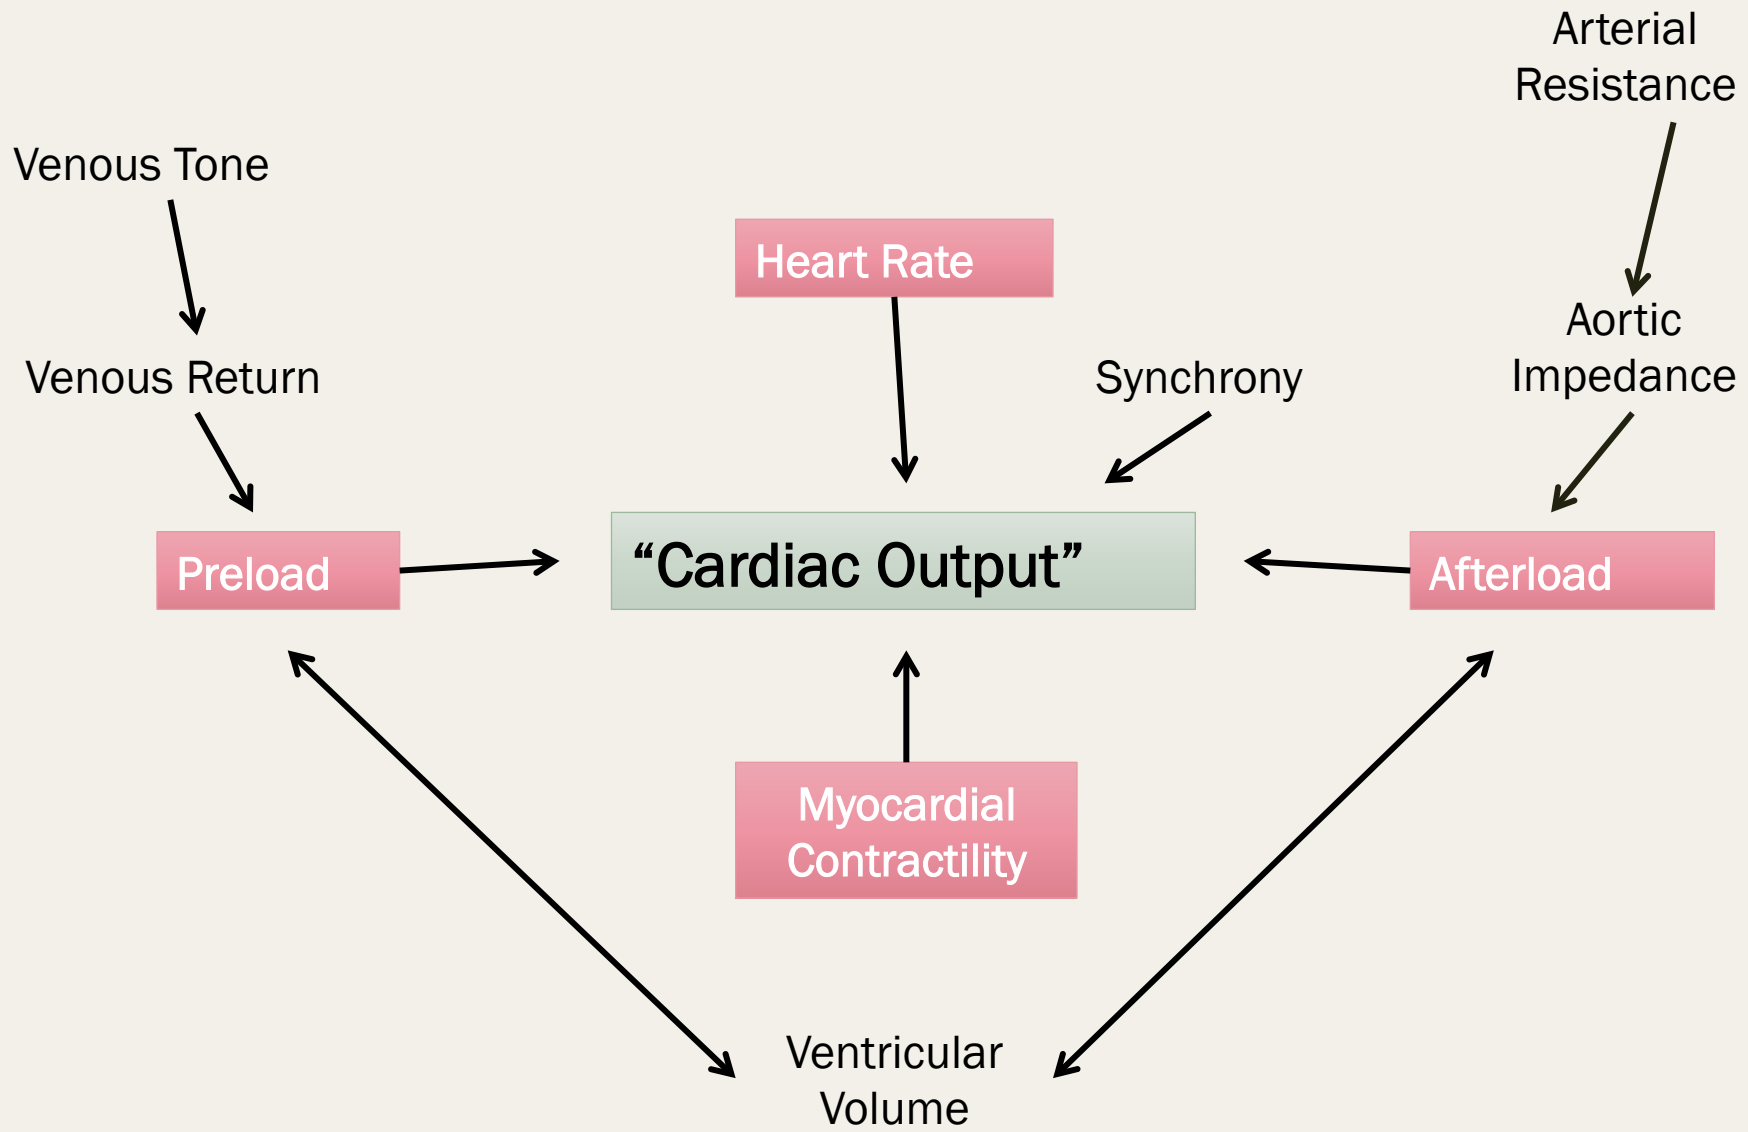 Arterial
Resistance
Venous Tone
Heart Rate
Aortic
Impedance
Venous Return
Synchrony
Preload
“Cardiac Output”
Afterload
Myocardial
Contractility
Ventricular
Volume